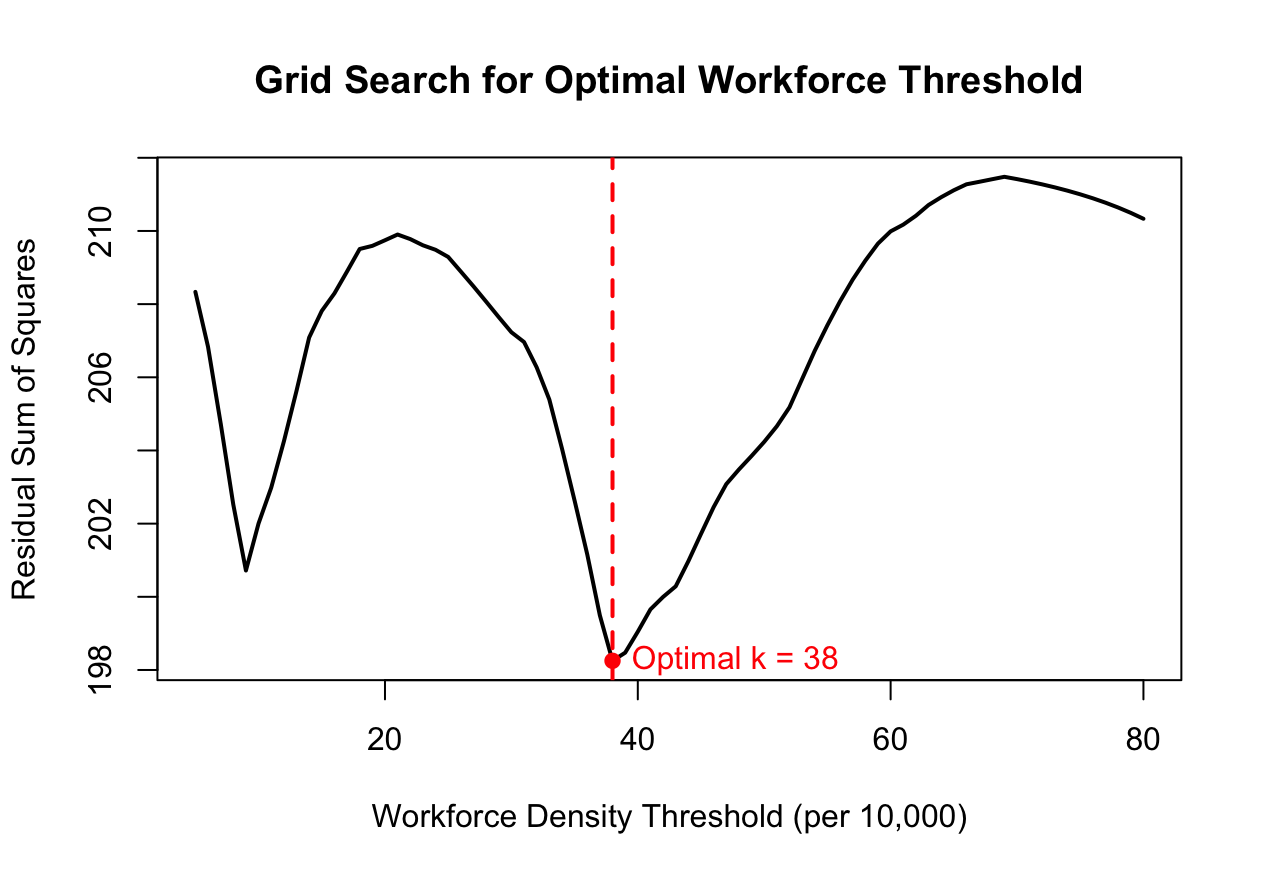 Grid Search for Optimal Workforce Threshold
Residual Sum of Squares
210
206
202
198
Optimal k = 38
20 40 60 80
Workforce Density Threshold (per 10,000)